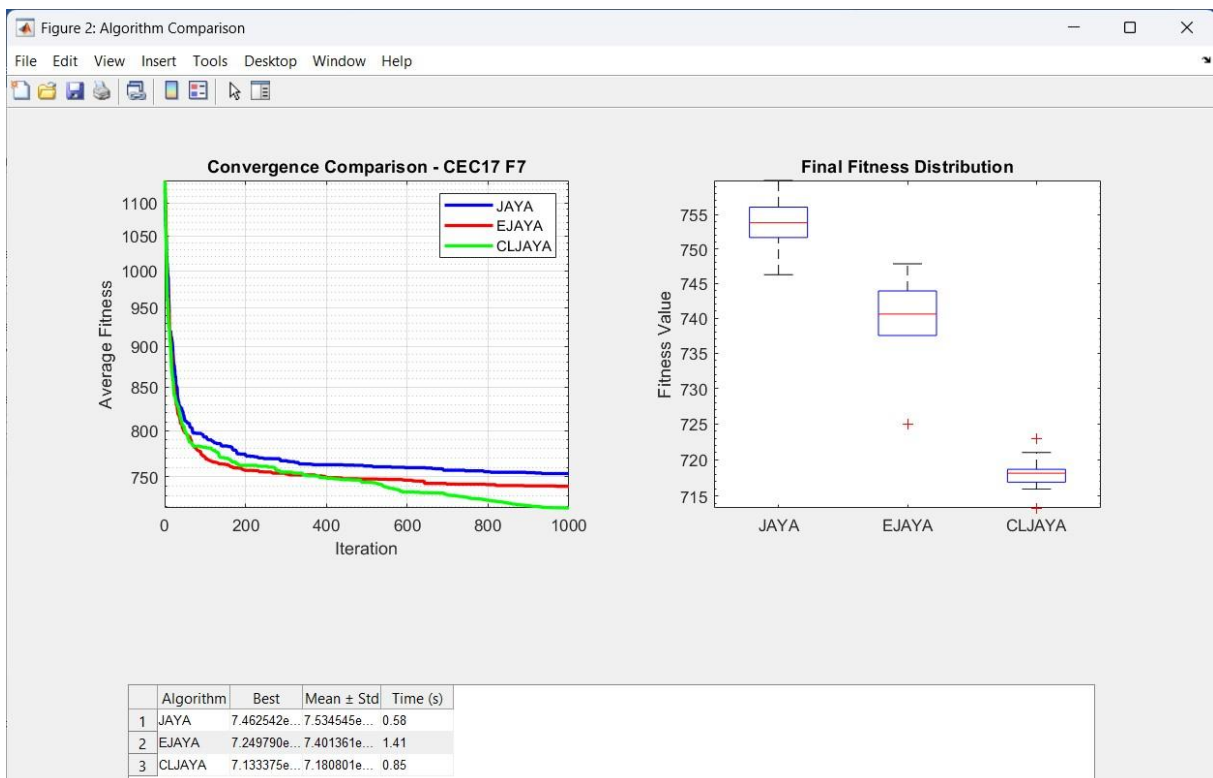 Figure 2: Algorithm Comparison
File Edit View Insert Tools Desktop Window Help
Convergence Comparison - CEC17 F7
1100
1050
1000
950
900
850
800
750
Average Fitness
JAYA
EJAYA
CLJAYA
0 200 400 600 800 1000
Iteration
Final Fitness Distribution
755
750
745
740
735
730
725
720
715
Fitness Value
JAYA EJAYA CLJAYA
Algorithm Best Mean ± Std Time (s)
1 JAYA 7.462542e... 7.534545e... 0.58
2 EJAYA 7.249790e... 7.401361e... 1.41
3 CLJAYA 7.133375e... 7.180801e... 0.85